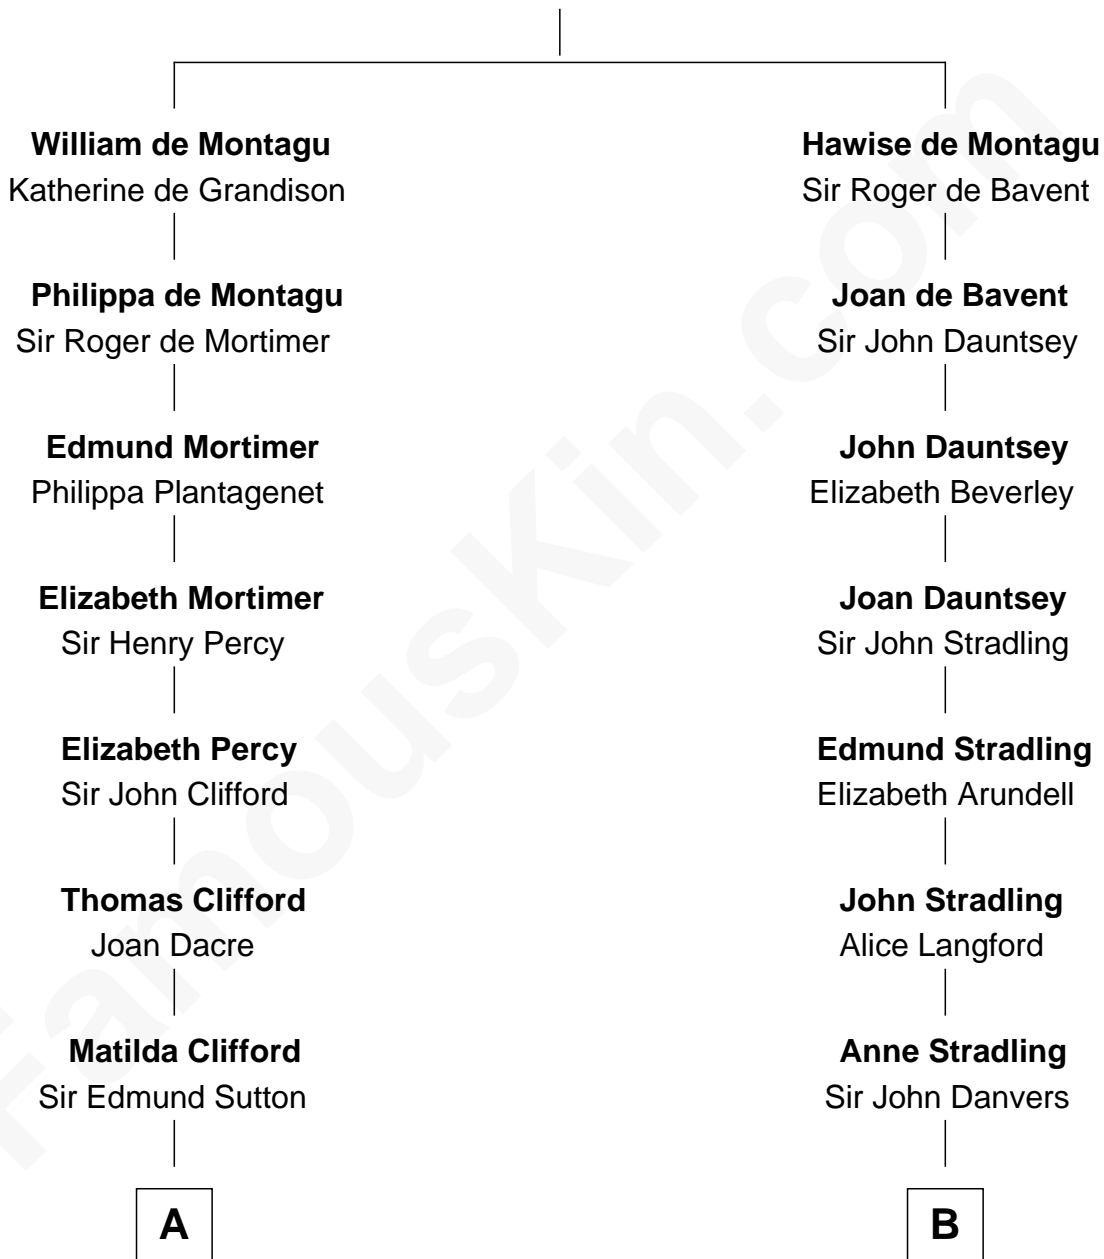 William de Montagu
Katherine de Grandison
Philippa de Montagu
Sir Roger de Mortimer
Edmund Mortimer
Philippa Plantagenet
Elizabeth Mortimer
Sir Henry Percy
Elizabeth Percy
Sir John Clifford
Thomas Clifford
Joan Dacre
Matilda Clifford
Sir Edmund Sutton
A
Hawise de Montagu
Sir Roger de Bavent
Joan de Bavent
Sir John Dauntsey
John Dauntsey
Elizabeth Beverley
Joan Dauntsey
Sir John Stradling
Edmund Stradling
Elizabeth Arundell
John Stradling
Alice Langford
Anne Stradling
Sir John Danvers
B
FamousKin.com